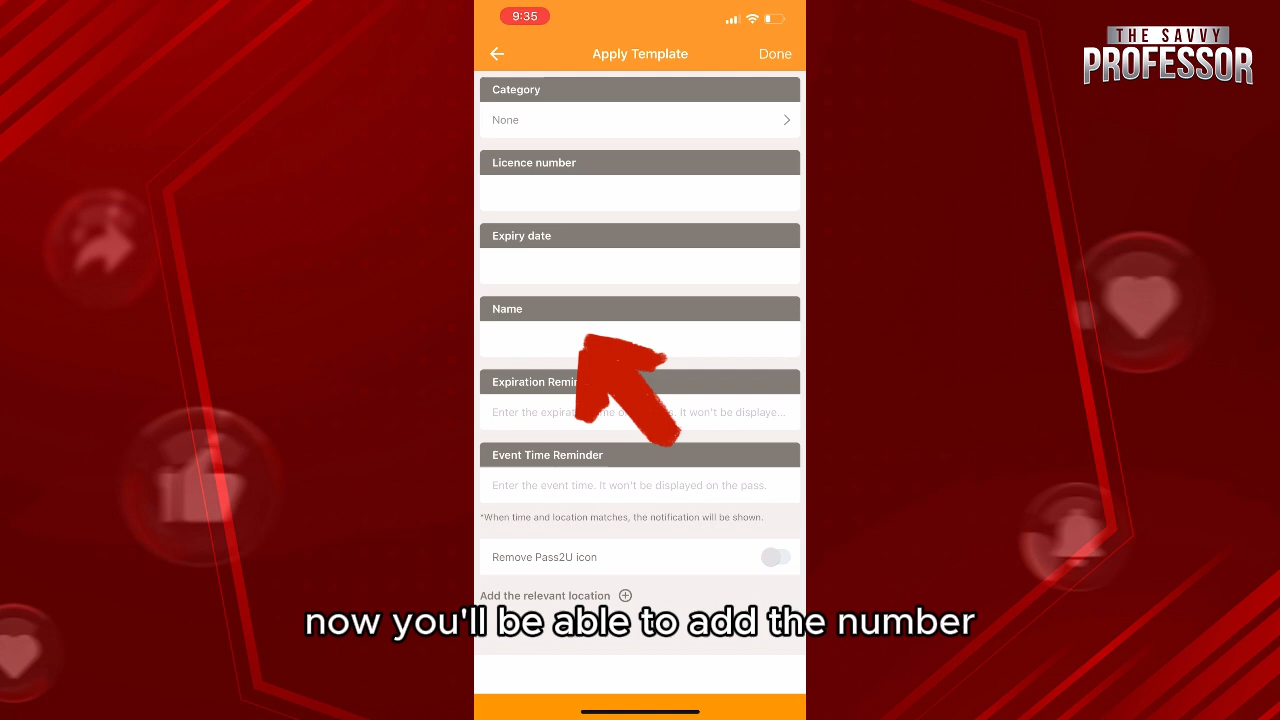 9:35
THE SAVVY
PROFESSOR
Apply Template
Done
Category
None
Licence number
Expiry date
Name
Expiration Remin
Enter the expirat
me o
n. It won't be displaye...
Event Time Reminder
Enter the event time. It won't be displayed on the pass.
*When time and location matches, the notification will be shown.
Remove Pass2U icon
Add the relevant location
now you'll be able to add the number